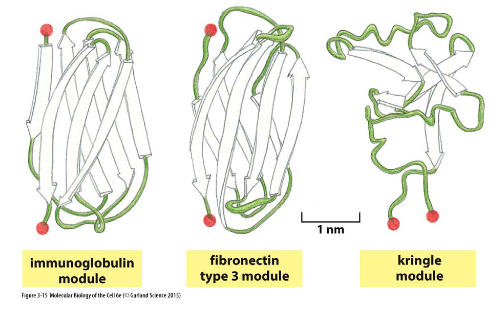 1 nm
immunoglobulin
module
fibronectin
type 3 module
kringle
module
Figure 3-15 Molecular Biology of the Cell 6e (© Garland Science 2015)